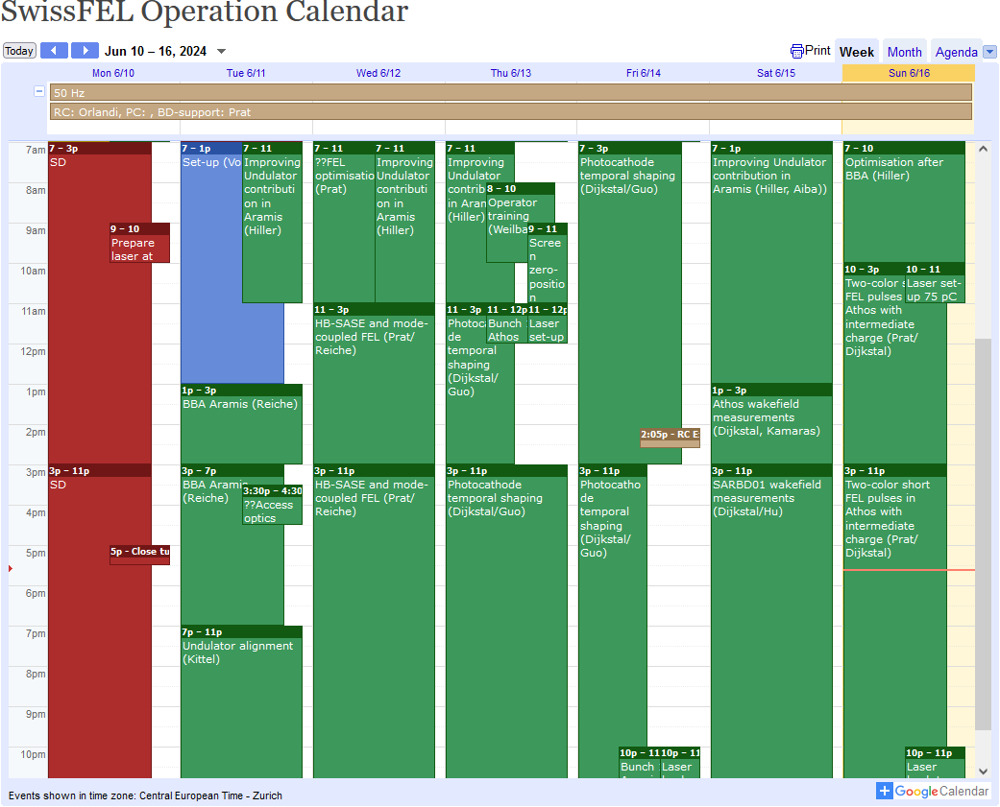 SwissFEL Operation Calendar
Today
Jun 10 – 16, 2024
Print
Week
Month
Agenda
Mon 6/10
Tue 6/11
Wed 6/12
Thu 6/13
Fri 6/14
Sat 6/15
Sun 6/16
50 Hz
RC: Orlandi, PC: , BD-support: Prat
7am
8am
9am
10am
11am
12pm
1pm
2pm
3pm
4pm
5pm
6pm
7pm
8pm
9pm
10pm
7 – 3p
SD
9 – 10
Prepare
laser at
3p – 11p
SD
5p - Close tu
7 – 1p
Set-up (Vo
7 – 11
Improving
Undulator
contributi
on in
Aramis
(Hiller)
1p – 3p
BBA Aramis (Reiche)
3p – 7p
BBA Aramis
(Reiche)
3:30p – 4:30
??Access
optics
7p – 11p
Undulator alignment
(Kittel)
7 – 11
??FEL
optimisatio
(Prat)
7 – 11
Improving
Undulator
contributi
on in
Aramis
(Hiller)
11 – 3p
HB-SASE and mode-
coupled FEL (Prat/
Reiche)
3p – 11p
HB-SASE and mode-
coupled FEL (Prat/
Reiche)
7 – 11
Improving
Undulator
contrib
in Aram
(Hiller)
8 – 10
Operator
training
(Weilba
9 – 11
Scree
n
zero-
positio
n
11 – 3p
Photoc
de
temporal
shaping
(Dijkstal/
Guo)
11 – 12p
Bunch
Athos
11 – 12p
Laser
set-up
3p – 11p
Photocathode
temporal shaping
(Dijkstal/Guo)
7 – 3p
Photocathode
temporal shaping
(Dijkstal/Guo)
2:05p - RC E
3p – 11p
Photocatho
de
temporal
shaping
(Dijkstal/
Guo)
10p – 11
Bunch
10p – 11
Laser
7 – 1p
Improving Undulator
contribution in
Aramis (Hiller, Aiba))
1p – 3p
Athos wakefield
measurements
(Dijkstal, Kamaras)
3p – 11p
SARBD01 wakefield
measurements
(Dijkstal/Hu)
7 – 10
Optimisation after
BBA (Hiller)
10 – 3p
Two-color s
FEL pulses
Athos with
intermediate
charge (Prat/
Dijkstal)
10 – 11
Laser set-
up 75 pC
3p – 11p
Two-color short
FEL pulses in
Athos with
intermediate
charge (Prat/
Dijkstal)
10p – 11p
Laser
Events shown in time zone: Central European Time - Zurich
Google Calendar